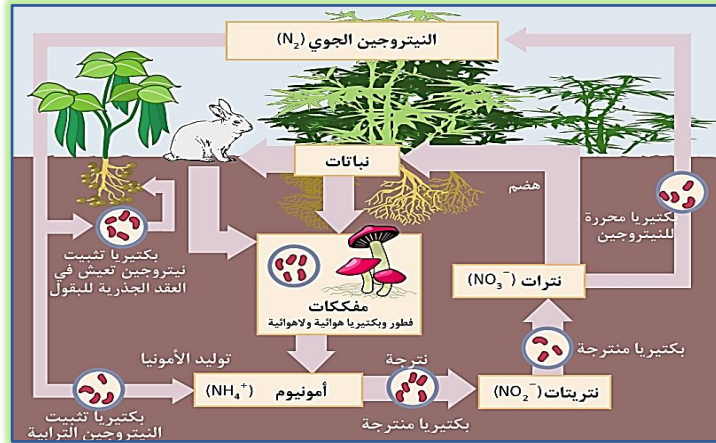 النيتروجين الجوي (N₂)
نباتات
هضم
بكتيريا محررة
للنيتروجين
بكتيريا تثبيت
نيتروجين تعيش في
العقد الجذرية للبقول
مفككات
فطور وبكتيريا هوائية ولاهوائية
نترات (NO₃⁻)
بكتيريا منترجة
توليد الأمونيا
أمونيوم (NH₄⁺)
نترجة
بكتيريا منترجة
نتريتات (NO₂⁻)
بكتيريا تثبيت
النيتروجين الترابية